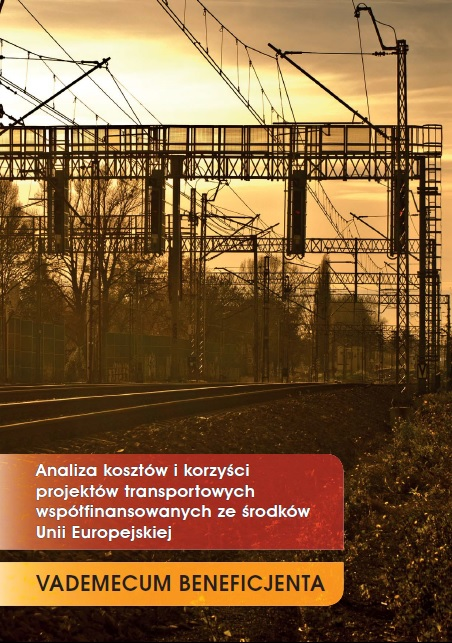 Analiza kosztów i korzyści
projektów transportowych
współfinansowanych ze środków
Unii Europejskiej
VADEMECUM BENEFICJENTA